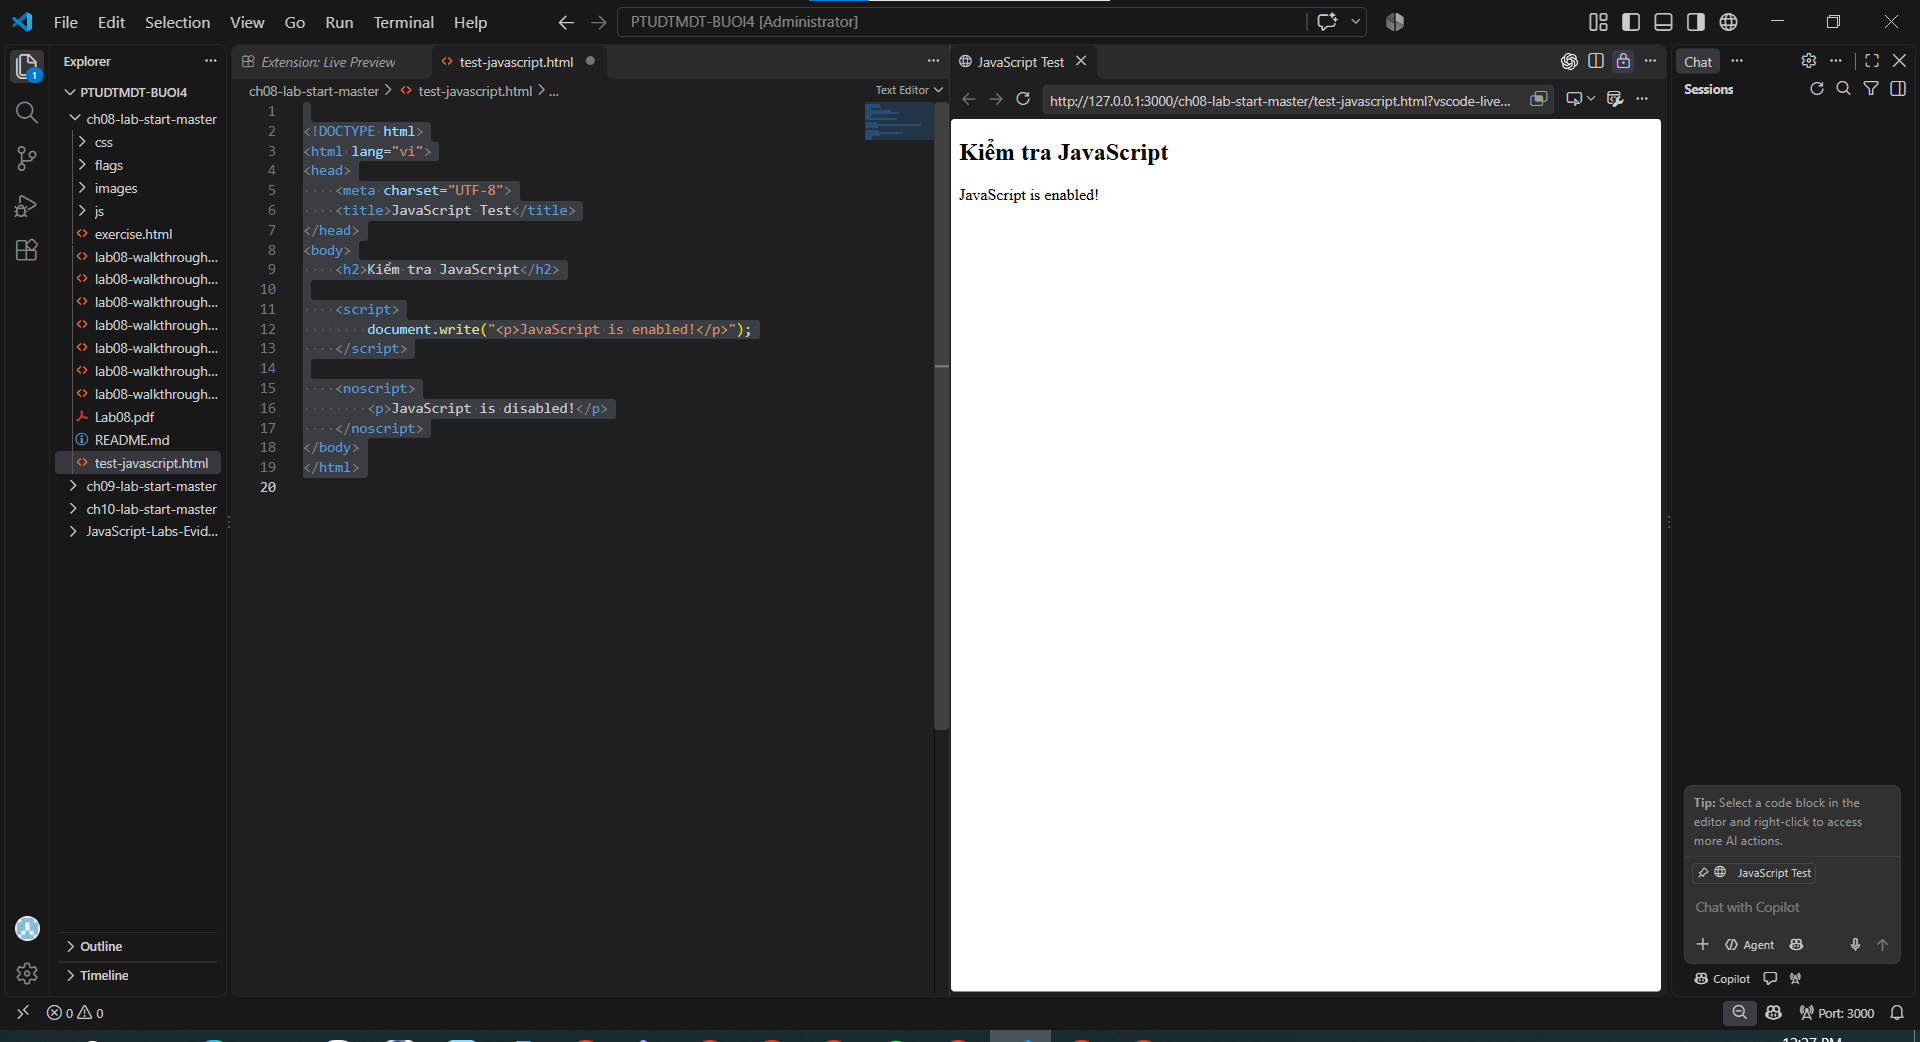 File Edit Selection View Go Run Terminal Help
PTUDTMDT-BUOI4 [Administrator]
Explorer
1
PTUDTMDT-BUOI4
ch08-lab-start-master
css
flags
images
js
exercise.html
lab08-walkthrough...
lab08-walkthrough...
lab08-walkthrough...
lab08-walkthrough...
lab08-walkthrough...
lab08-walkthrough...
lab08-walkthrough...
Lab08.pdf
README.md
test-javascript.html
ch09-lab-start-master
ch10-lab-start-master
JavaScript-Labs-Evid...
Outline
Timeline
Extension: Live Preview
test-javascript.html
ch08-lab-start-master > test-javascript.html > ...
Text Editor
1
2 <!DOCTYPE html>
3 <html lang="vi">
4 <head>
5 <meta charset="UTF-8">
6 <title>JavaScript Test</title>
7 </head>
8 <body>
9 <h2>Kiểm tra JavaScript</h2>
10
11 <script>
12 document.write("<p>JavaScript is enabled!</p>");
13 </script>
14
15 <noscript>
16 <p>JavaScript is disabled!</p>
17 </noscript>
18 </body>
19 </html>
20
JavaScript Test
http://127.0.0.1:3000/ch08-lab-start-master/test-javascript.html?vscode-live...
Kiểm tra JavaScript
JavaScript is enabled!
Chat
Sessions
Tip: Select a code block in the
editor and right-click to access
more AI actions.
JavaScript Test
Chat with Copilot
Agent
Copilot
0 0
Port: 3000